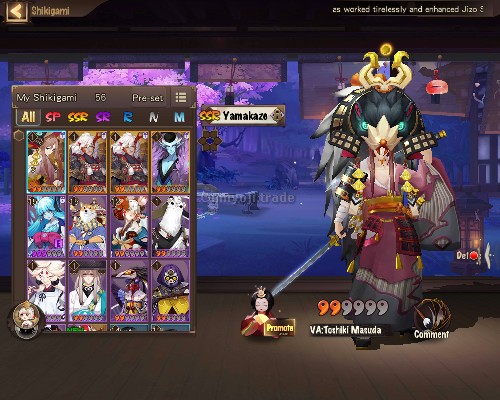 Shikigami
as worked tirelessly and enhanced Jizo S
My Shikigami 56 Pre-set
All SP SSR SR R N M
SSR Yamakaze
@onmyoji.trade
Det
Promote
VA:Toshiki Masuda
Comment